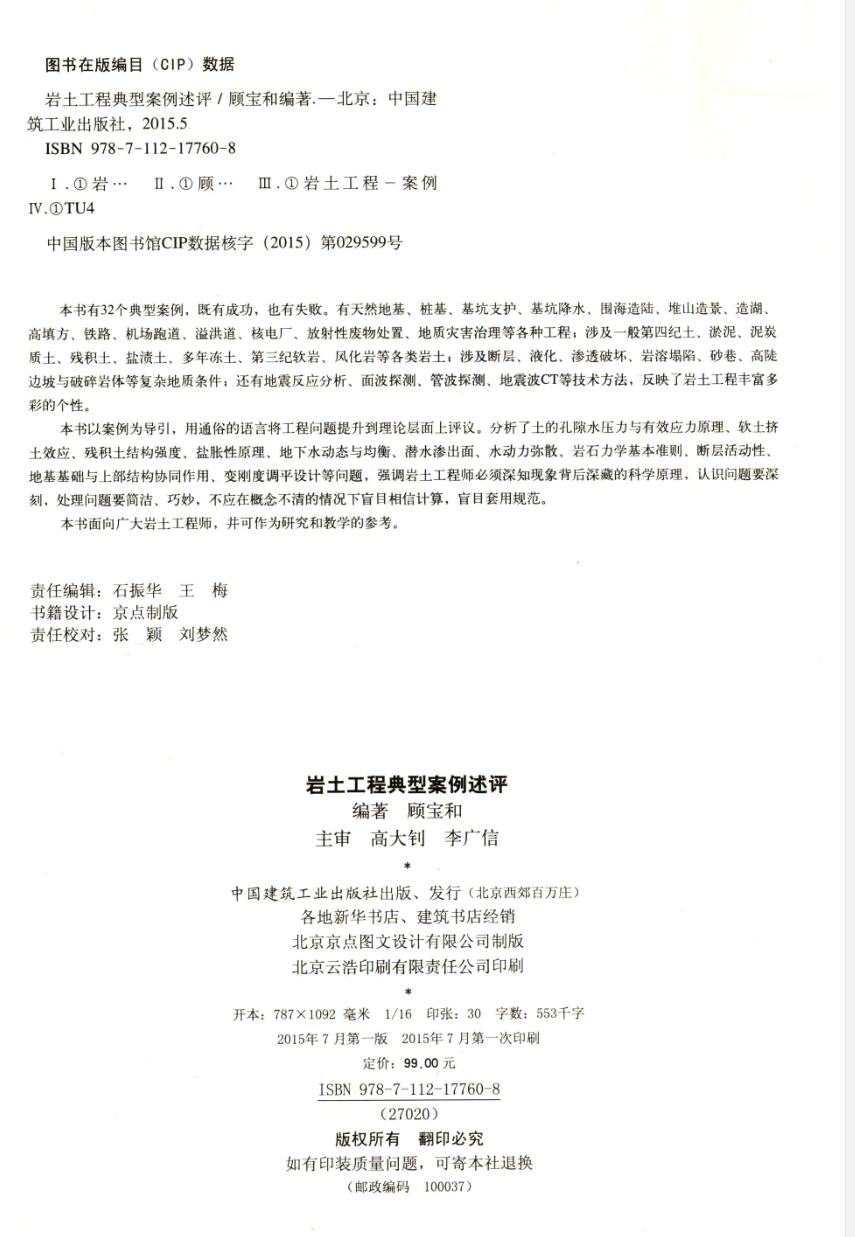 图书在版编目（CIP）数据
岩土工程典型案例述评 / 顾宝和编著.—北京：中国建
筑工业出版社，2015.5
ISBN 978-7-112-17760-8
Ⅰ.①岩… Ⅱ.①顾… Ⅲ.①岩土工程－案例
Ⅳ.①TU4
中国版本图书馆CIP数据核字（2015）第029599号
本书有32个典型案例，既有成功，也有失败。有天然地基、桩基、基坑支护、基坑降水、围海造陆、堆山造景、造湖、
高填方、铁路、机场跑道、溢洪道、核电厂、放射性废物处置、地质灾害治理等各种工程；涉及一般第四纪土、淤泥、泥炭
质土、残积土、盐渍土、多年冻土、第三纪软岩、风化岩等各类岩土；涉及断层、液化、渗透破坏、岩溶塌陷、砂巷、高陡
边坡与破碎岩体等复杂地质条件；还有地震反应分析、面波探测、管波探测、地震波CT等技术方法，反映了岩土工程丰富多
彩的个性。
本书以案例为导引，用通俗的语言将工程问题提升到理论层面上评议。分析了土的孔隙水压力与有效应力原理、软土挤
土效应、残积土结构强度、盐胀性原理、地下水动态与均衡、潜水渗出面、水动力弥散、岩石力学基本准则、断层活动性、
地基基础与上部结构协同作用、变刚度调平设计等问题，强调岩土工程师必须深知现象背后深藏的科学原理，认识问题要深
刻，处理问题要简洁、巧妙，不应在概念不清的情况下盲目相信计算，盲目套用规范。
本书面向广大岩土工程师，并可作为研究和教学的参考。
责任编辑：石振华 王 梅
书籍设计：京点制版
责任校对：张 颖 刘梦然
岩土工程典型案例述评
编著 顾宝和
主审 高大钊 李广信
*
中国建筑工业出版社出版、发行（北京西郊百万庄）
各地新华书店、建筑书店经销
北京京点图文设计有限公司制版
北京云浩印刷有限责任公司印刷
*
开本：787×1092 毫米 1/16 印张：30 字数：553千字
2015年7月第一版 2015年7月第一次印刷
定价：99.00元
ISBN 978-7-112-17760-8
（27020）
版权所有 翻印必究
如有印装质量问题，可寄本社退换
（邮政编码 100037）